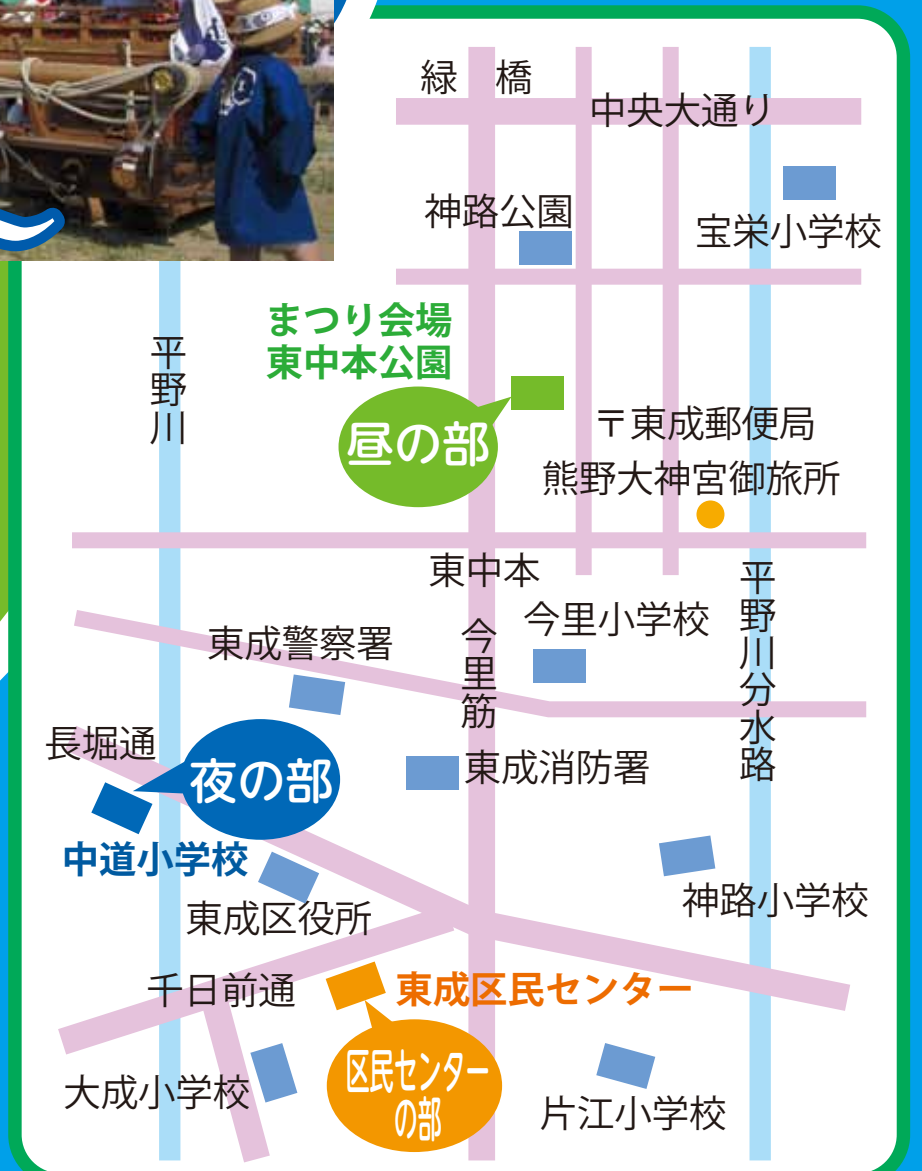 緑橋
中央大通り
神路公園
宝栄小学校
まつり会場
東中本公園
平野川
昼の部
〒東成郵便局
熊野大神宮御旅所
東中本
今里筋
今里小学校
平野川分水路
東成警察署
長堀通
夜の部
東成消防署
中道小学校
東成区役所
神路小学校
千日前通
東成区民センター
区民センター
の部
大成小学校
片江小学校